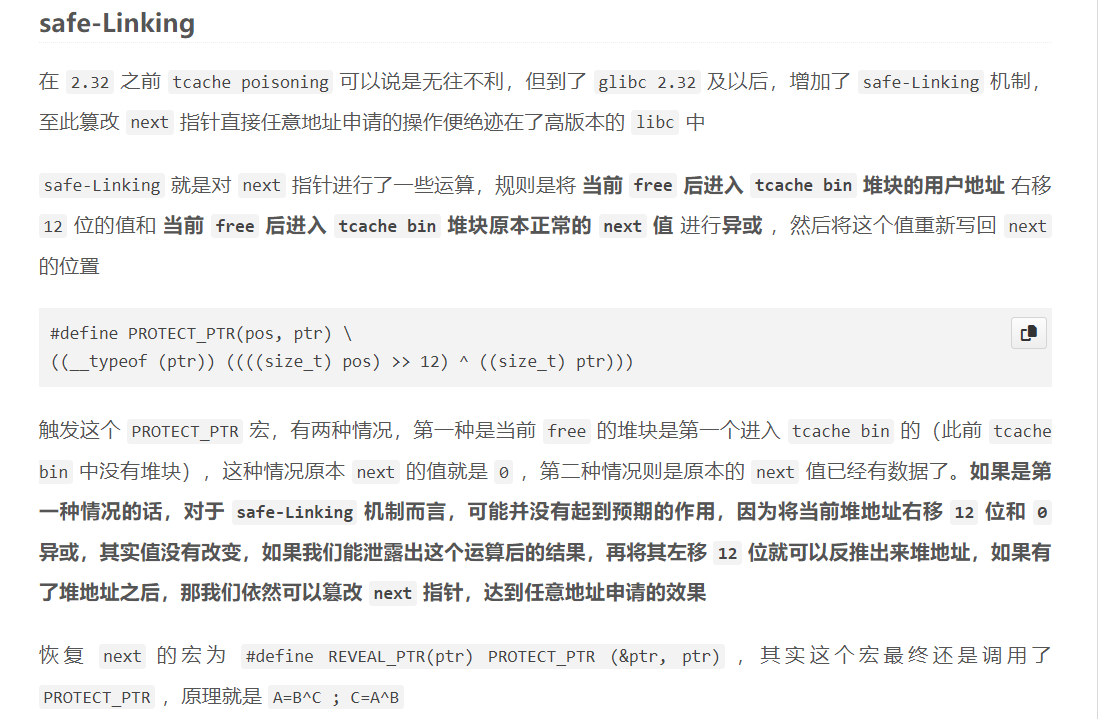 safe-Linking
在 2.32 之前 tcache poisoning 可以说是无往不利，但到了 glibc 2.32 及以后，增加了 safe-Linking 机制，
至此篡改 next 指针直接任意地址申请的操作便绝迹在了高版本的 libc 中
safe-Linking 就是对 next 指针进行了一些运算，规则是将 当前 free 后进入 tcache bin 堆块的用户地址 右移
12 位的值和 当前 free 后进入 tcache bin 堆块原本正常的 next 值 进行异或 ，然后将这个值重新写回 next
的位置
#define PROTECT_PTR(pos, ptr) \
((__typeof (ptr)) ((((size_t) pos) >> 12) ^ ((size_t) ptr)))
触发这个 PROTECT_PTR 宏，有两种情况，第一种是当前 free 的堆块是第一个进入 tcache bin 的（此前 tcache
bin 中没有堆块），这种情况原本 next 的值就是 0 ，第二种情况则是原本的 next 值已经有数据了。如果是第
一种情况的话，对于 safe-Linking 机制而言，可能并没有起到预期的作用，因为将当前堆地址右移 12 位和 0
异或，其实值没有改变，如果我们能泄露出这个运算后的结果，再将其左移 12 位就可以反推出来堆地址，如果有
了堆地址之后，那我们依然可以篡改 next 指针，达到任意地址申请的效果
恢复 next 的宏为 #define REVEAL_PTR(ptr) PROTECT_PTR (&ptr, ptr) ，其实这个宏最终还是调用了
PROTECT_PTR ，原理就是 A=B^C ; C=A^B